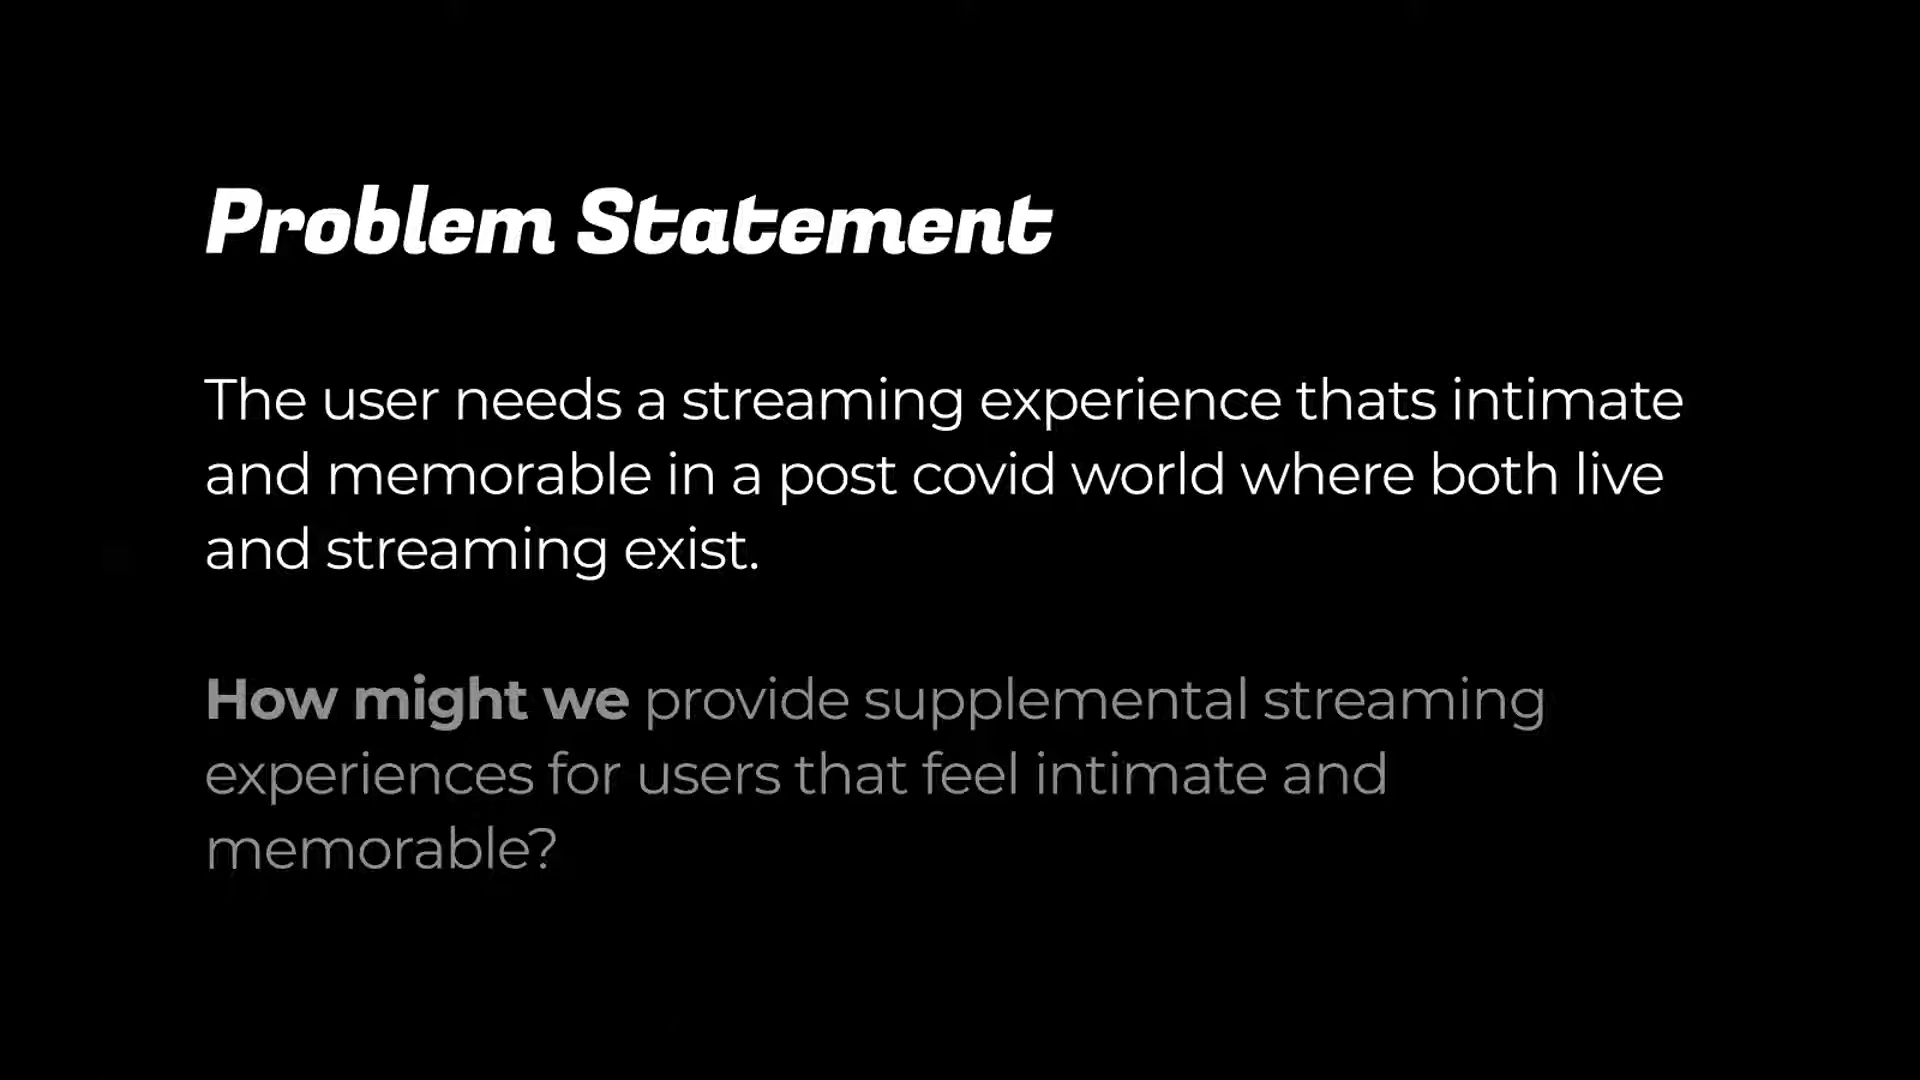 Problem Statement
The user needs a streaming experience thats intimate
and memorable in a post covid world where both live
and streaming exist.
How might we provide supplemental streaming
experiences for users that feel intimate and
memorable?